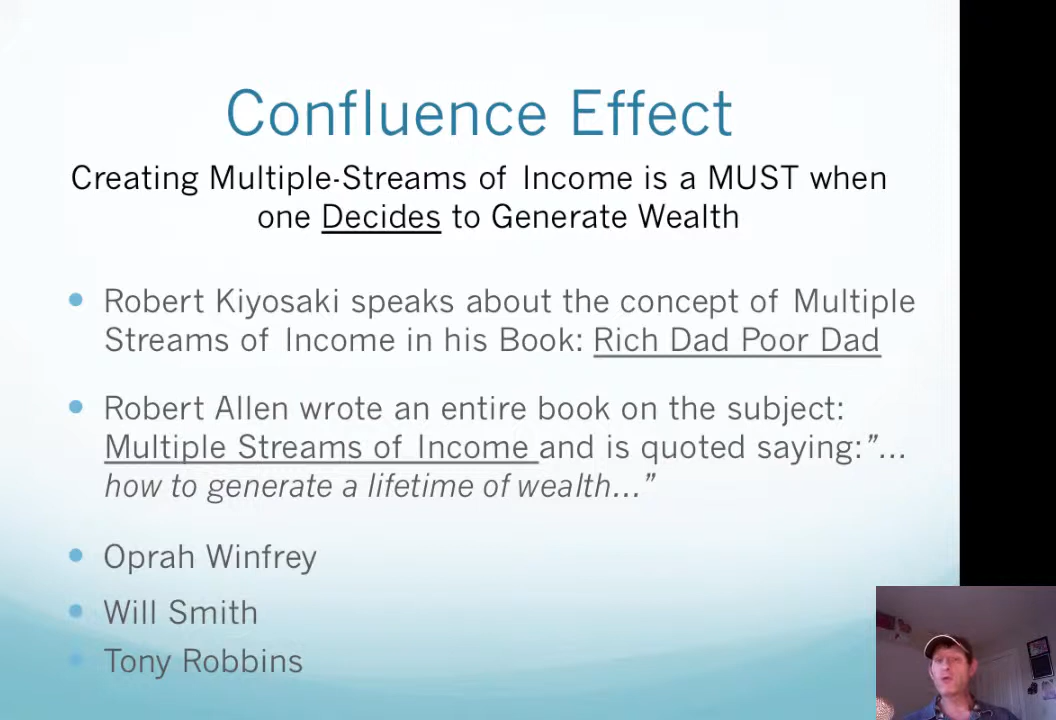 Confluence Effect
Creating Multiple-Streams of Income is a MUST when
one Decides to Generate Wealth
• Robert Kiyosaki speaks about the concept of Multiple
Streams of Income in his Book: Rich Dad Poor Dad
• Robert Allen wrote an entire book on the subject:
Multiple Streams of Income and is quoted saying:”...
how to generate a lifetime of wealth...”
• Oprah Winfrey
• Will Smith
• Tony Robbins